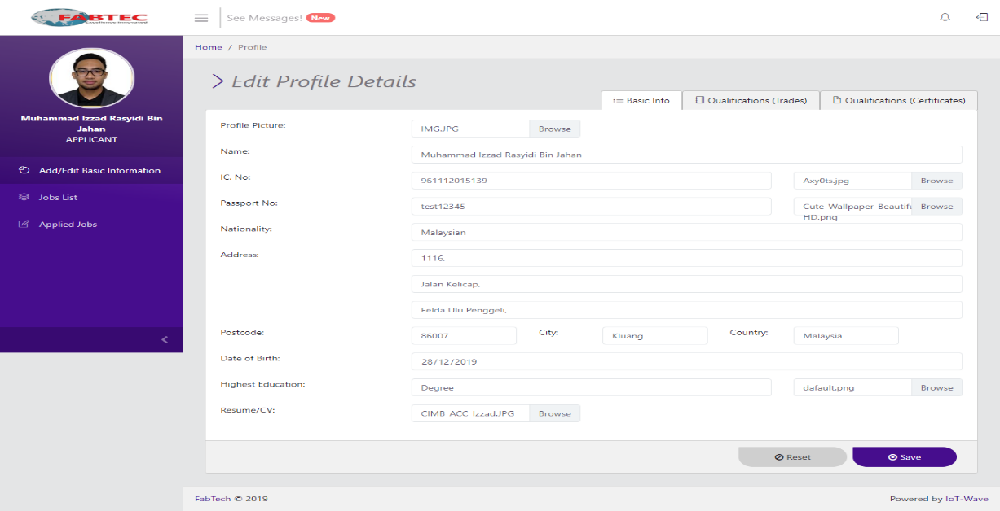 FABTEC
Excellence Innovated
See Messages! New
Muhammad Izzad Rasyidi Bin
Jahan
APPLICANT
Add/Edit Basic Information
Jobs List
Applied Jobs
Home / Profile
Edit Profile Details
Basic Info Qualifications (Trades) Qualifications (Certificates)
Profile Picture: IMG.JPG Browse
Name: Muhammad Izzad Rasyidi Bin Jahan
IC. No: 961112015139 Axy0ts.jpg Browse
Passport No: test12345 Cute-Wallpaper-Beautifu Browse
HD.png
Nationality: Malaysian
Address: 1116,
Jalan Kelicap,
Felda Ulu Penggeli,
Postcode: 86007 City: Kluang Country: Malaysia
Date of Birth: 28/12/2019
Highest Education: Degree dafault.png Browse
Resume/CV: CIMB_ACC_Izzad.JPG Browse
Reset Save
FabTech © 2019 Powered by IoT-Wave